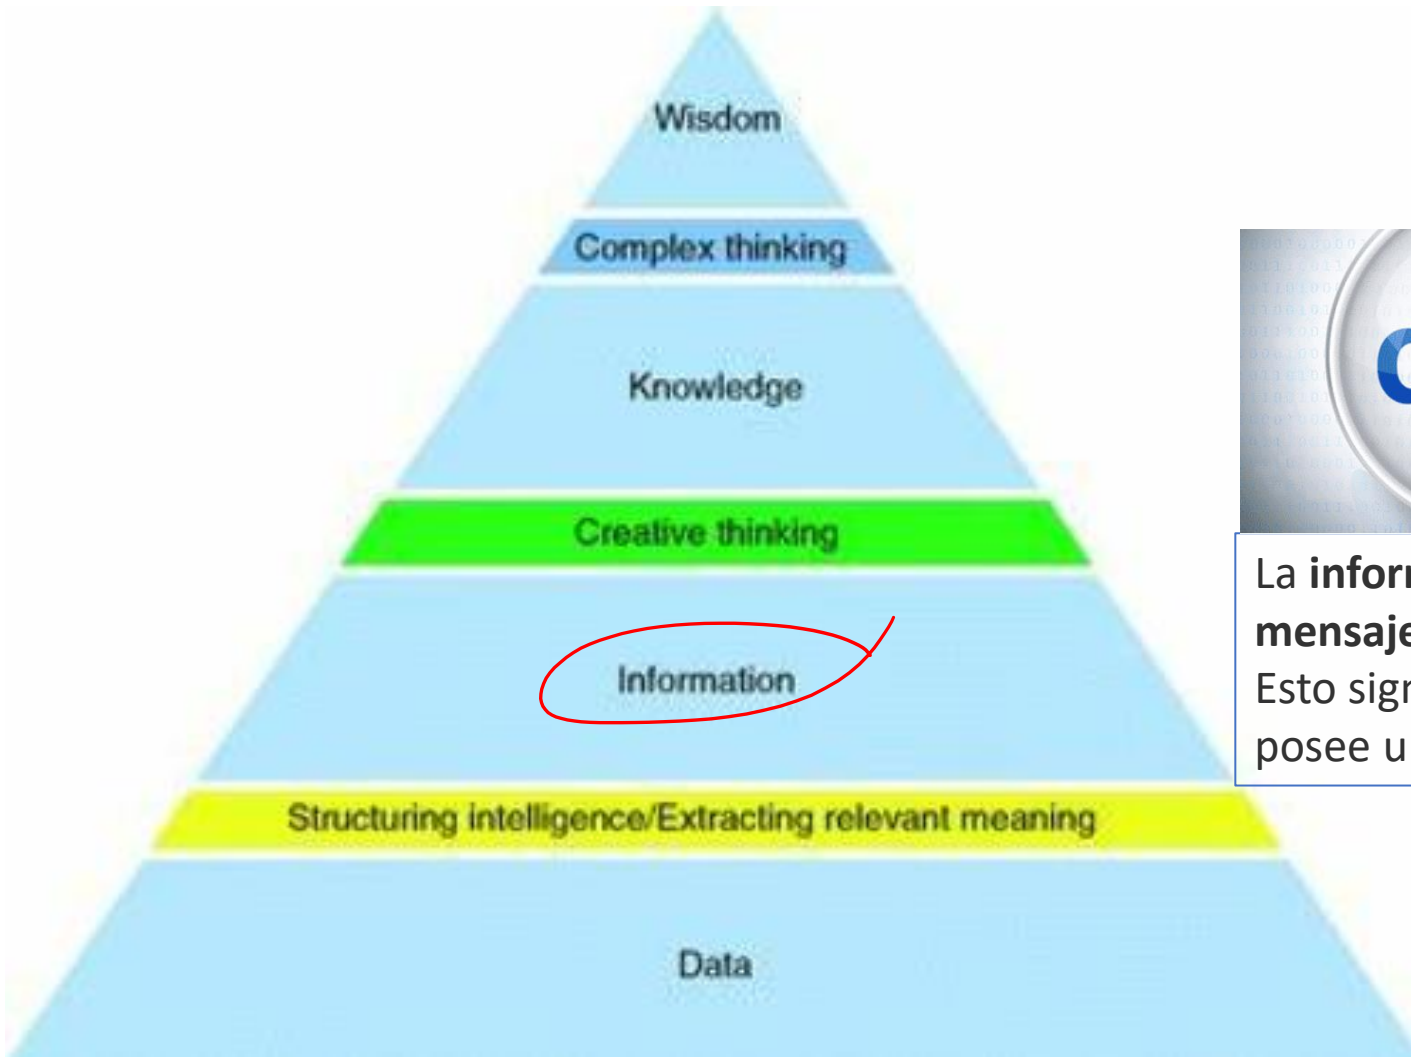 Wisdom
Complex thinking
Knowledge
Creative thinking
Information
Structuring intelligence/Extracting relevant meaning
Data
La
Esto
posee